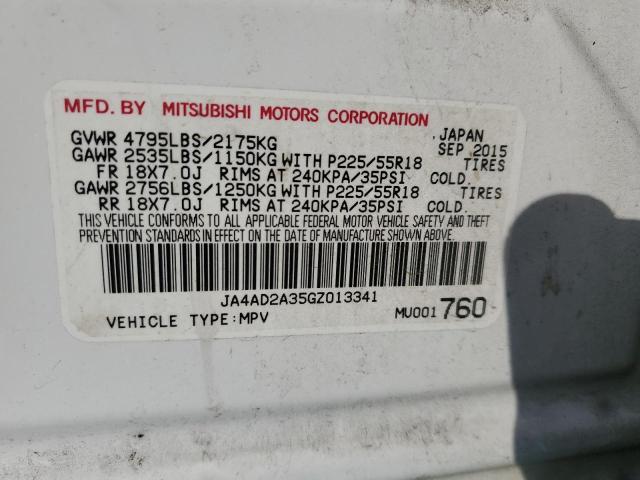 MFD. BY MITSUBISHI MOTORS CORPORATION
GVWR 4795LBS/2175KG JAPAN SEP 2015
GAWR 2535LBS/1150KG WITH P225/55R18 TIRES
FR 18X7.0J RIMS AT 240KPA/35PSI COLD.
GAWR 2756LBS/1250KG WITH P225/55R18 TIRES
RR 18X7.0J RIMS AT 240KPA/35PSI COLD.
THIS VEHICLE CONFORMS TO ALL APPLICABLE FEDERAL MOTOR VEHICLE SAFETY AND THEFT
PREVENTION STANDARDS IN EFFECT ON THE DATE OF MANUFACTURE SHOWN ABOVE.
JA4AD2A35GZ013341
VEHICLE TYPE:MPV MU001760